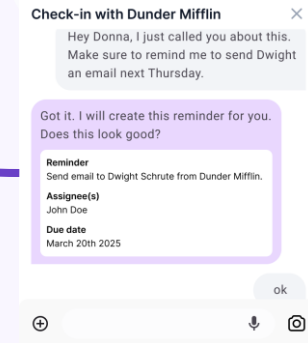 Check-in with Dunder Mifflin
Hey Donna, I just called you about this.
Make sure to remind me to send Dwight
an email next Thursday.
Got it. I will create this reminder for you.
Does this look good?
Reminder
Send email to Dwight Schrute from Dunder Mifflin.
Assignee(s)
John Doe
Due date
March 20th 2025
ok